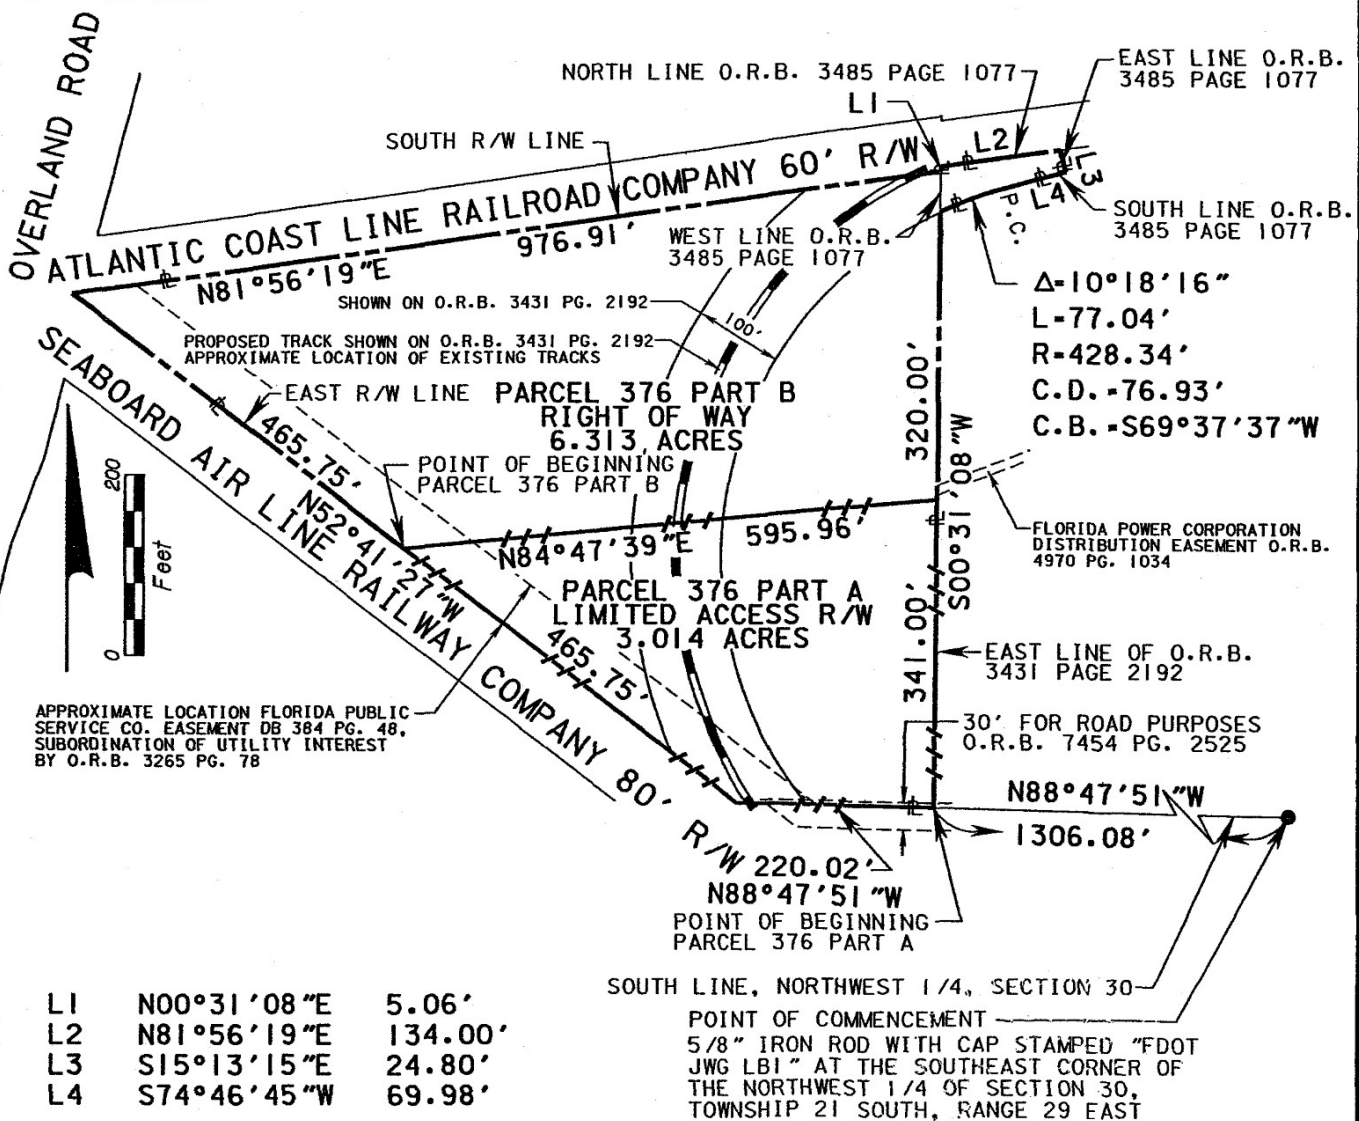 OVERLAND ROAD
NORTH LINE O.R.B. 3485 PAGE 1077
EAST LINE O.R.B.
3485 PAGE 1077
L1
SOUTH R/W LINE
L2
L3
L4
P.C.
ATLANTIC COAST LINE RAILROAD COMPANY 60' R/W
976.91'
N81°56'19"E
WEST LINE O.R.B.
3485 PAGE 1077
SOUTH LINE O.R.B.
3485 PAGE 1077
SHOWN ON O.R.B. 3431 PG. 2192
100'
PROPOSED TRACK SHOWN ON O.R.B. 3431 PG. 2192
APPROXIMATE LOCATION OF EXISTING TRACKS
Δ=10°18'16"
L=77.04'
R=428.34'
C.D.=76.93'
C.B.=S69°37'37"W
SEABOARD AIR LINE RAILWAY COMPANY 80' R/W
EAST R/W LINE
PARCEL 376 PART B
RIGHT OF WAY
6.313 ACRES
320.00'
S00°31'08"W
465.75'
POINT OF BEGINNING
PARCEL 376 PART B
200
0
Feet
N52°41'27"W
N84°47'39"E
595.96'
FLORIDA POWER CORPORATION
DISTRIBUTION EASEMENT O.R.B.
4970 PG. 1034
PARCEL 376 PART A
LIMITED ACCESS R/W
3.014 ACRES
465.75'
341.00'
EAST LINE OF O.R.B.
3431 PAGE 2192
APPROXIMATE LOCATION FLORIDA PUBLIC
SERVICE CO. EASEMENT DB 384 PG. 48,
SUBORDINATION OF UTILITY INTEREST
BY O.R.B. 3265 PG. 78
30' FOR ROAD PURPOSES
O.R.B. 7454 PG. 2525
N88°47'51"W
1306.08'
220.02'
N88°47'51"W
POINT OF BEGINNING
PARCEL 376 PART A
SOUTH LINE, NORTHWEST 1/4, SECTION 30
POINT OF COMMENCEMENT
5/8" IRON ROD WITH CAP STAMPED "FDOT
JWG LB1" AT THE SOUTHEAST CORNER OF
THE NORTHWEST 1/4 OF SECTION 30,
TOWNSHIP 21 SOUTH, RANGE 29 EAST
L1 N00°31'08"E 5.06'
L2 N81°56'19"E 134.00'
L3 S15°13'15"E 24.80'
L4 S74°46'45"W 69.98'